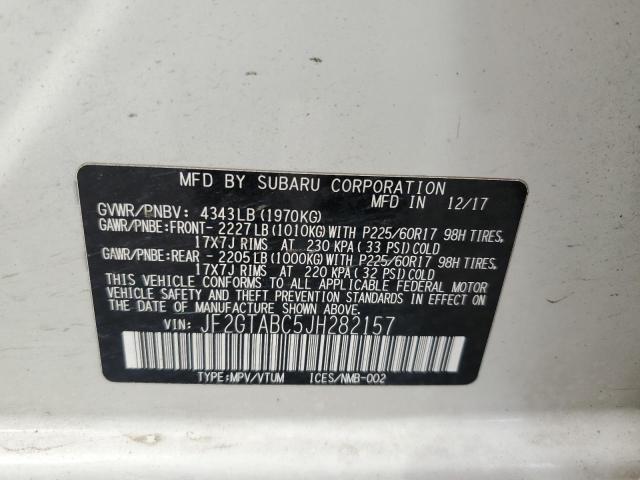 MFD BY SUBARU CORPORATION
MFD IN 12/17
GVWR/PNBV: 4343LB(1970KG)
GAWR/PNBE:FRONT-2227LB(1010KG)WITH P225/60R17 98H TIRES,
17X7J RIMS AT 230 KPA(33 PSI)COLD
GAWR/PNBE:REAR -2205LB(1000KG)WITH P225/60R17 98H TIRES,
17X7J RIMS AT 220 KPA(32 PSI)COLD
THIS VEHICLE CONFORMS TO ALL APPLICABLE FEDERAL MOTOR
VEHICLE SAFETY AND THEFT PREVENTION STANDARDS IN EFFECT
ON THE DATE OF MANUFACTURE SHOWN ABOVE.
VIN: JF2GTABC5JH282157
TYPE:MPV/VTUM ICES/NMB-002